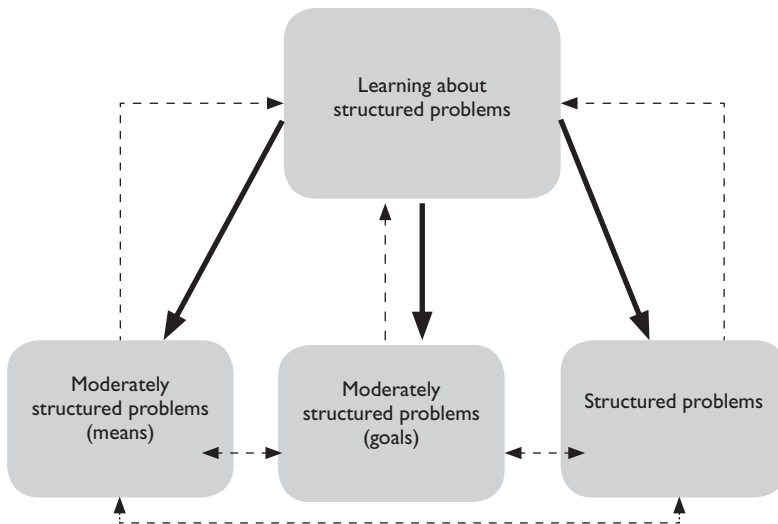 Learning about
structured problems
Moderately
structured problems
(means)
Moderately
structured problems
(goals)
Structured problems